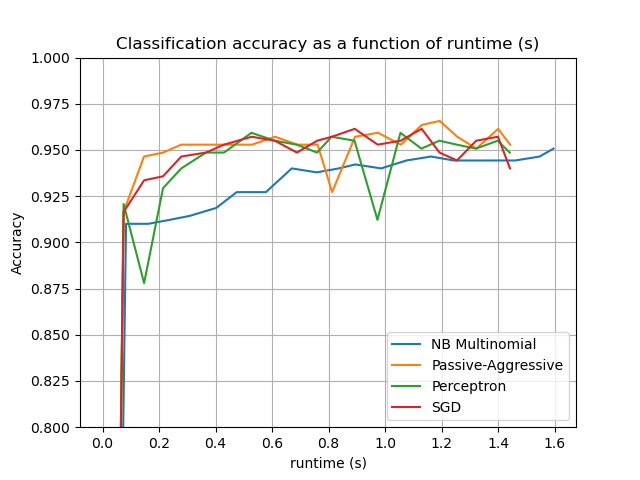 Classification accuracy as a function of runtime (s)
1.000
0.975
0.950
0.925
0.900
0.875
0.850
0.825
0.800
Accuracy
NB Multinomial
Passive-Aggressive
Perceptron
SGD
0.0 0.2 0.4 0.6 0.8 1.0 1.2 1.4 1.6
runtime (s)